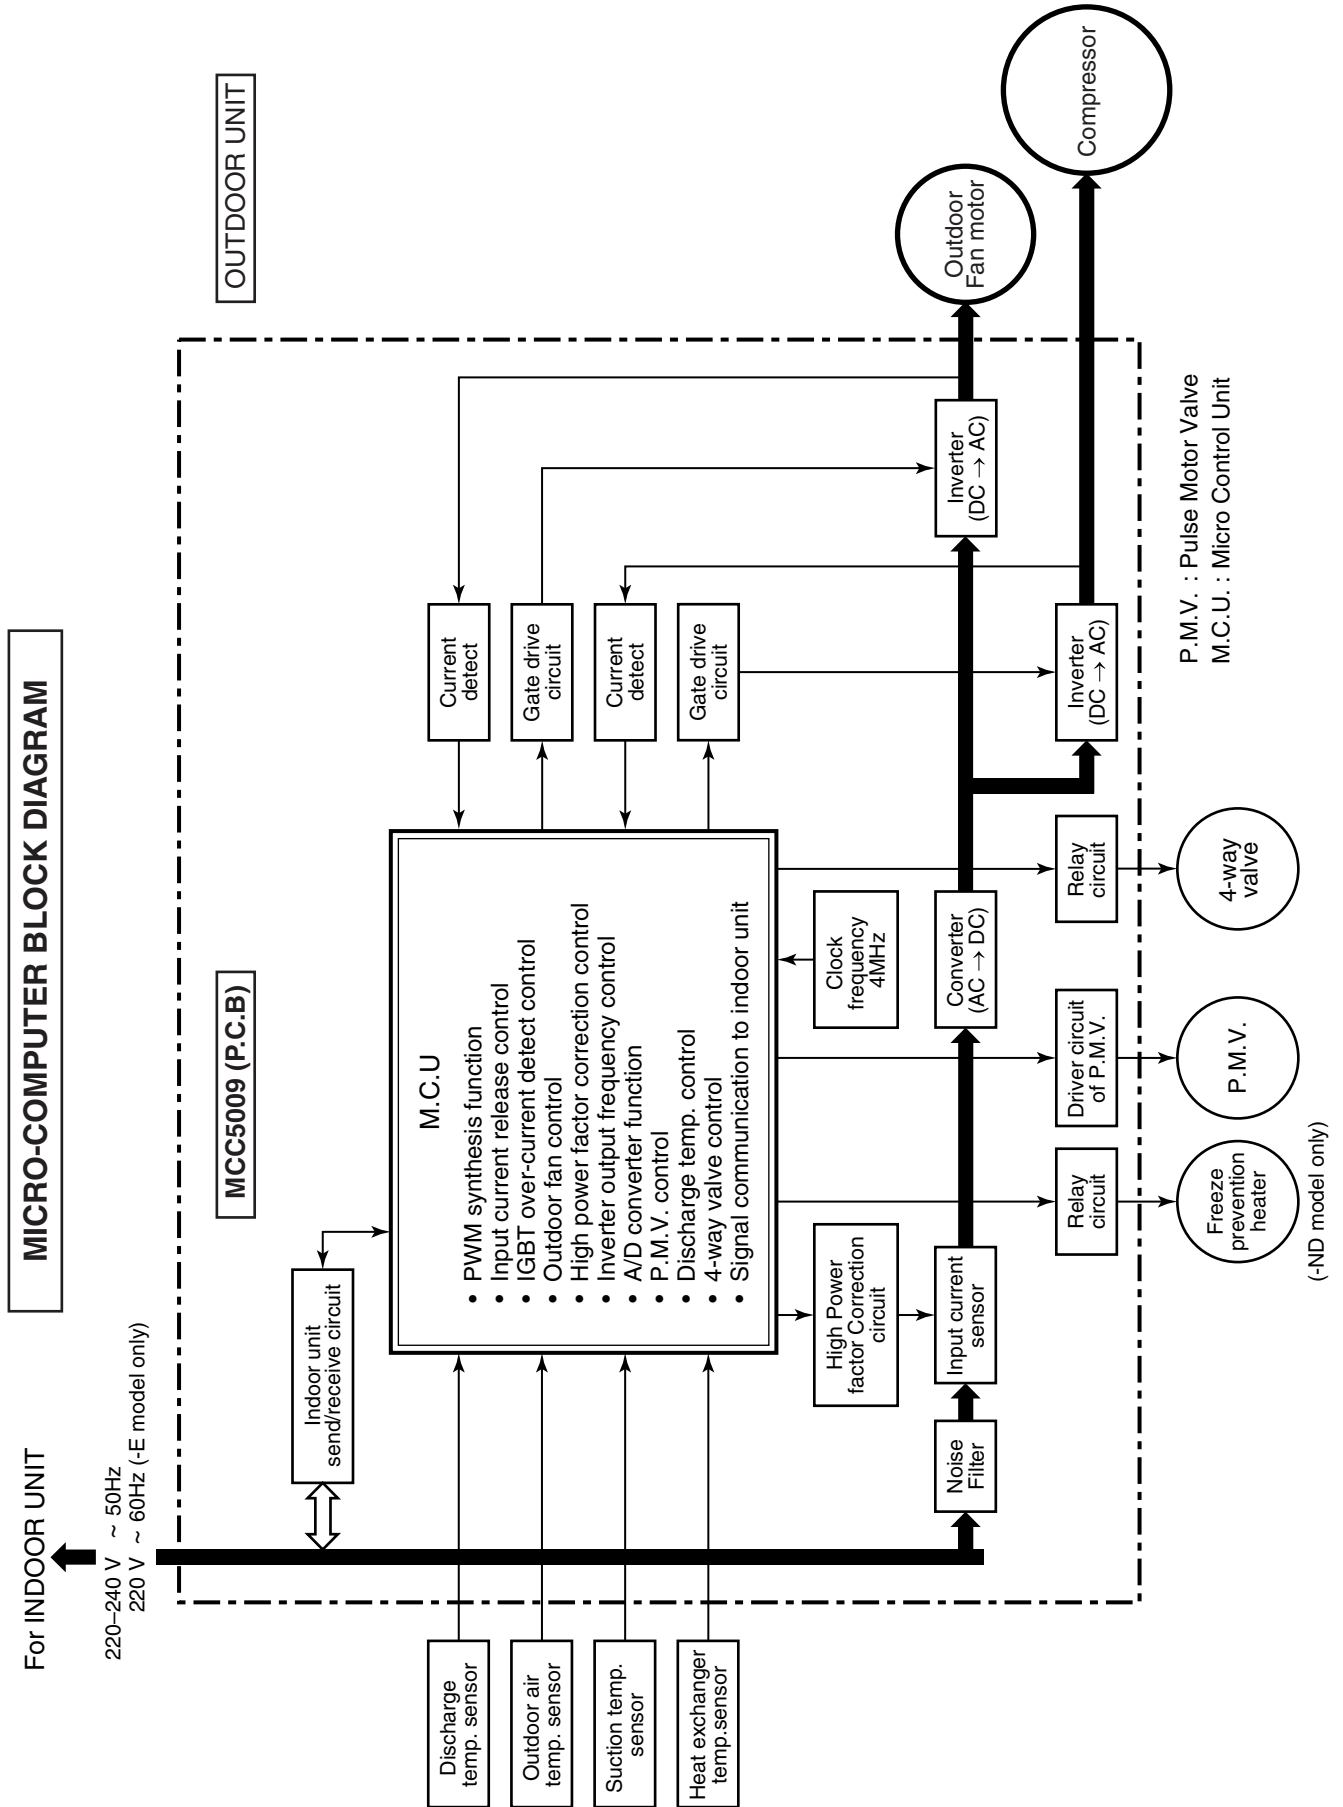 MICRO-COMPUTER BLOCK DIAGRAM
For INDOOR UNIT
220–240 V ~ 50Hz
220 V ~ 60Hz (-E model only)
MCC5009 (P.C.B)
OUTDOOR UNIT
Indoor unit
send/receive circuit
Discharge
temp. sensor
Outdoor air
temp. sensor
Suction temp.
sensor
Heat exchanger
temp.sensor
M.C.U
• PWM synthesis function
• Input current release control
• IGBT over-current detect control
• Outdoor fan control
• High power factor correction control
• Inverter output frequency control
• A/D converter function
• P.M.V. control
• Discharge temp. control
• 4-way valve control
• Signal communication to indoor unit
Current
detect
Gate drive
circuit
Current
detect
Gate drive
circuit
High Power
factor Correction
circuit
Clock
frequency
4MHz
Noise
Filter
Input current
sensor
Converter
(AC → DC)
Inverter
(DC → AC)
Outdoor
Fan motor
Relay
circuit
Driver circuit
of P.M.V.
Relay
circuit
Inverter
(DC → AC)
Compressor
Freeze
prevention
heater
P.M.V.
4-way
valve
(-ND model only)
P.M.V. : Pulse Motor Valve
M.C.U. : Micro Control Unit